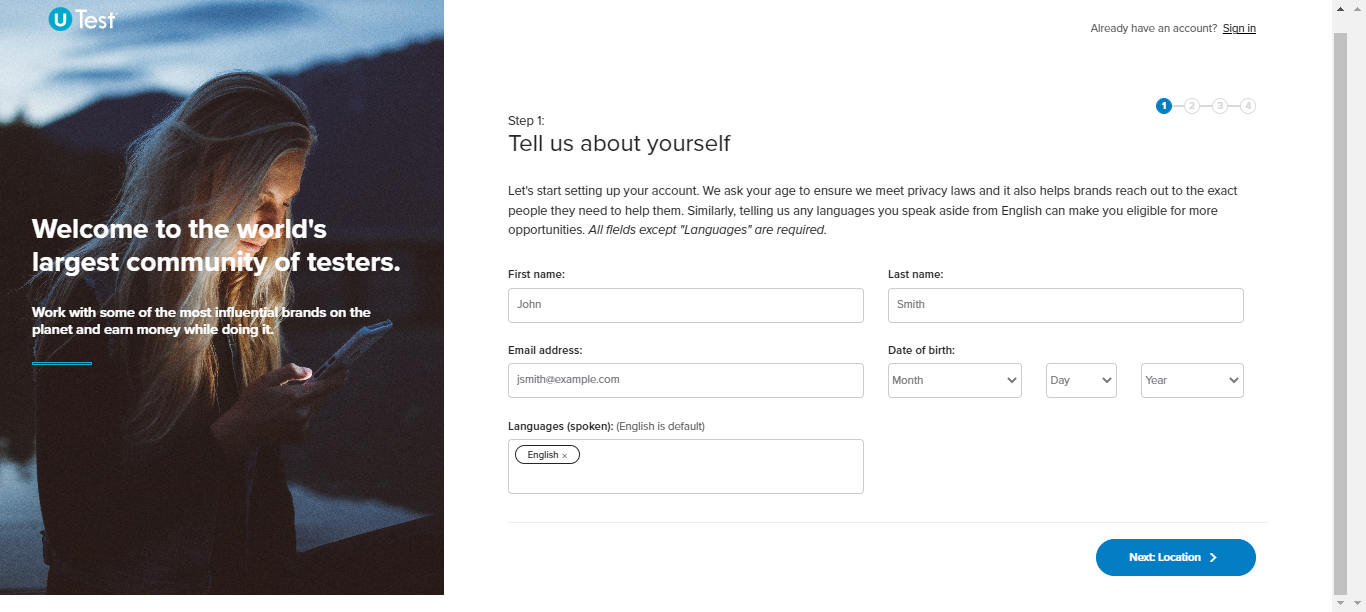 U Test
Already have an account? Sign in
1 2 3 4
Step 1:
Tell us about yourself
Let's start setting up your account. We ask your age to ensure we meet privacy laws and it also helps brands reach out to the exact
people they need to help them. Similarly, telling us any languages you speak aside from English can make you eligible for more
opportunities. All fields except "Languages" are required.
Welcome to the world's
largest community of testers.
Work with some of the most influential brands on the
planet and earn money while doing it.
First name:
John
Last name:
Smith
Email address:
jsmith@example.com
Date of birth:
Month
Day
Year
Languages (spoken): (English is default)
English ×
Next: Location